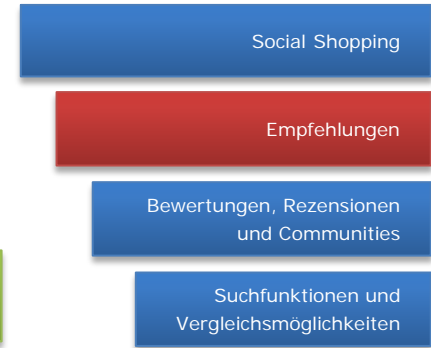 Social Shopping
Empfehlungen
Bewertungen, Rezensionen
und Communities
Suchfunktionen und
Vergleichsmöglichkeiten